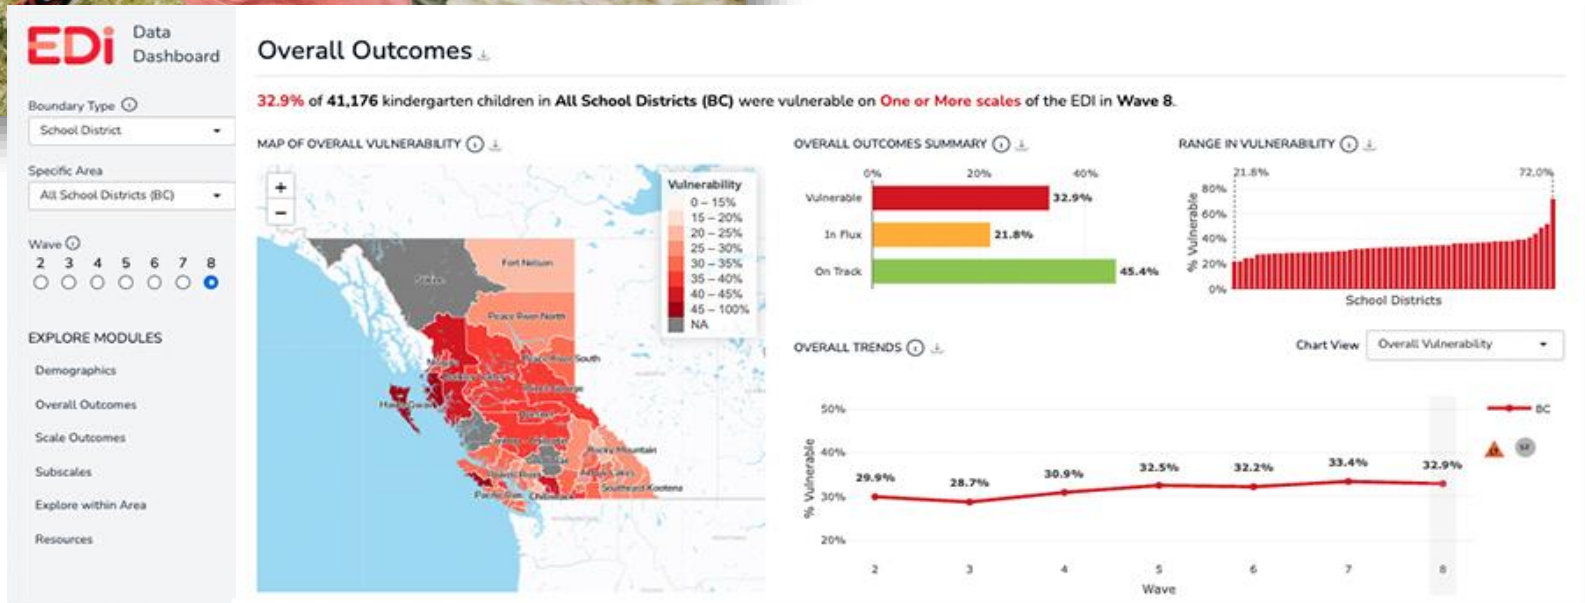 EDI Data
Dashboard
Boundary Type
School District
Specific Area
All School Districts (BC)
Wave
2 3 4 5 6 7 8
EXPLORE MODULES
Demographics
Overall Outcomes
Scale Outcomes
Subscales
Explore within Area
Resources
Overall Outcomes
32.9% of 41,176 kindergarten children in All School Districts (BC) were vulnerable on One or More scales of the EDI in Wave 8.
MAP OF OVERALL VULNERABILITY
+
−
Vulnerability
0 – 15%
15 – 20%
20 – 25%
25 – 30%
30 – 35%
35 – 40%
40 – 45%
45 – 100%
NA
Fort Nelson
Stikine
Peace River North
Peace River South
Prince George
Quesnel
Rocky Mountain
Southeast Kootenay
OVERALL OUTCOMES SUMMARY
0% 20% 40%
Vulnerable 32.9%
In Flux 21.8%
On Track 45.4%
RANGE IN VULNERABILITY
21.8% 72.0%
80%
60%
40%
20%
0%
% Vulnerable
School Districts
OVERALL TRENDS
Chart View Overall Vulnerability
50%
40%
30%
20%
% Vulnerable
29.9% 28.7% 30.9% 32.5% 32.2% 33.4% 32.9%
2 3 4 5 6 7 8
Wave
BC